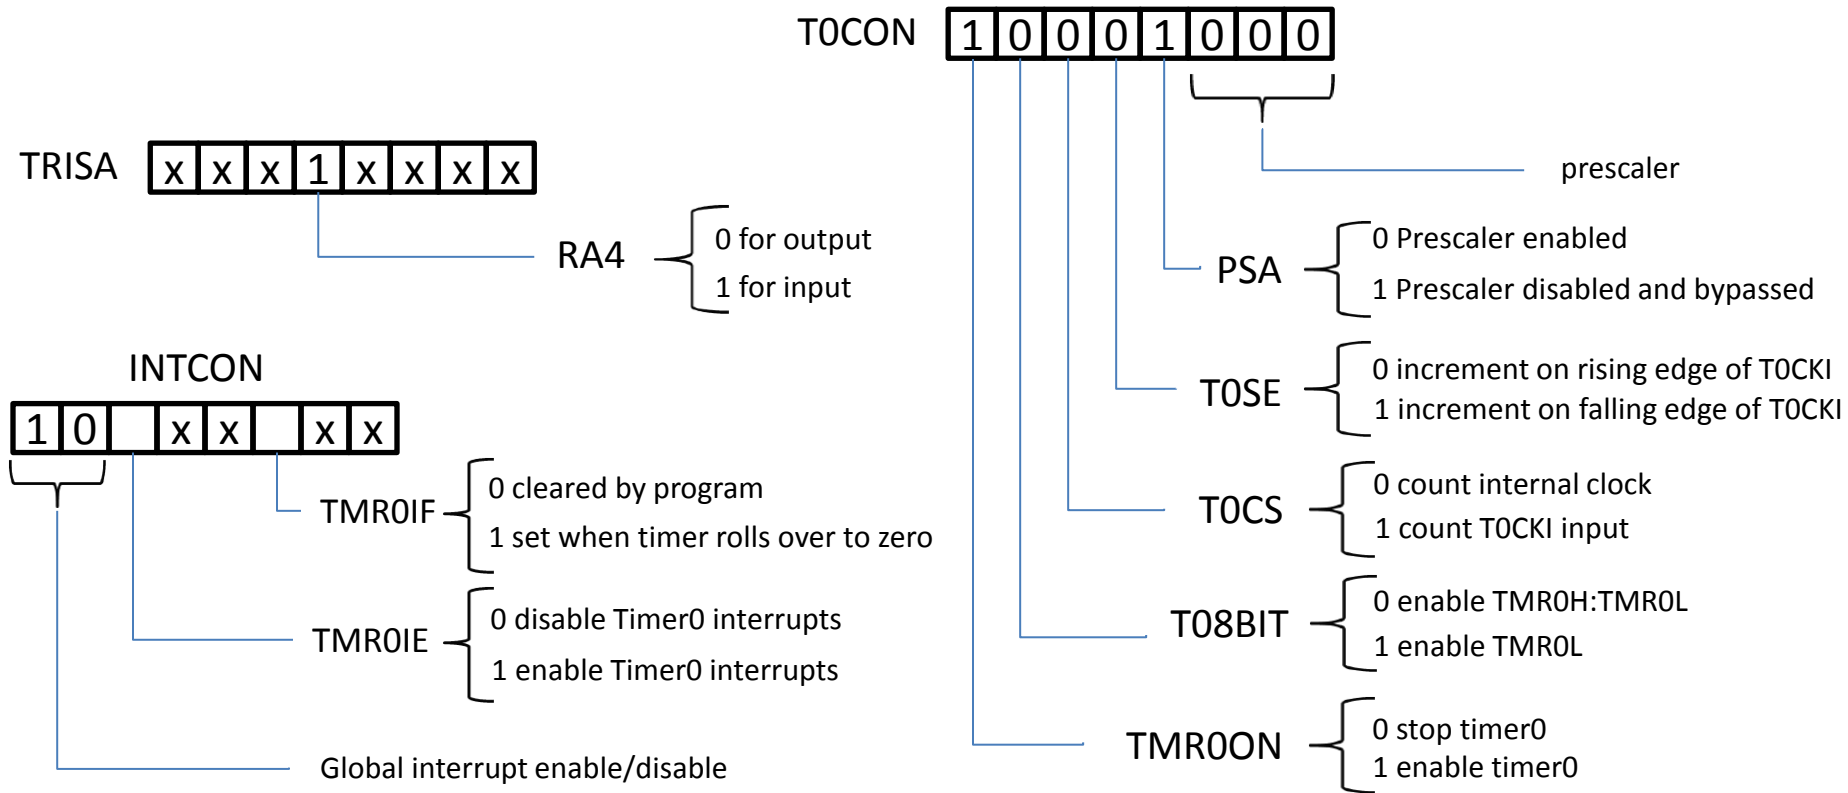 T0CON 1 0 0 0 1 0 0 0
prescaler
TRISA x x x 1 x x x x
RA4
0 for output
1 for input
PSA
0 Prescaler enabled
1 Prescaler disabled and bypassed
INTCON
1 0 x x x x
T0SE
0 increment on rising edge of T0CKI
1 increment on falling edge of T0CKI
TMR0IF
0 cleared by program
1 set when timer rolls over to zero
T0CS
0 count internal clock
1 count T0CKI input
TMR0IE
0 disable Timer0 interrupts
1 enable Timer0 interrupts
T08BIT
0 enable TMR0H:TMR0L
1 enable TMR0L
Global interrupt enable/disable
TMR0ON
0 stop timer0
1 enable timer0